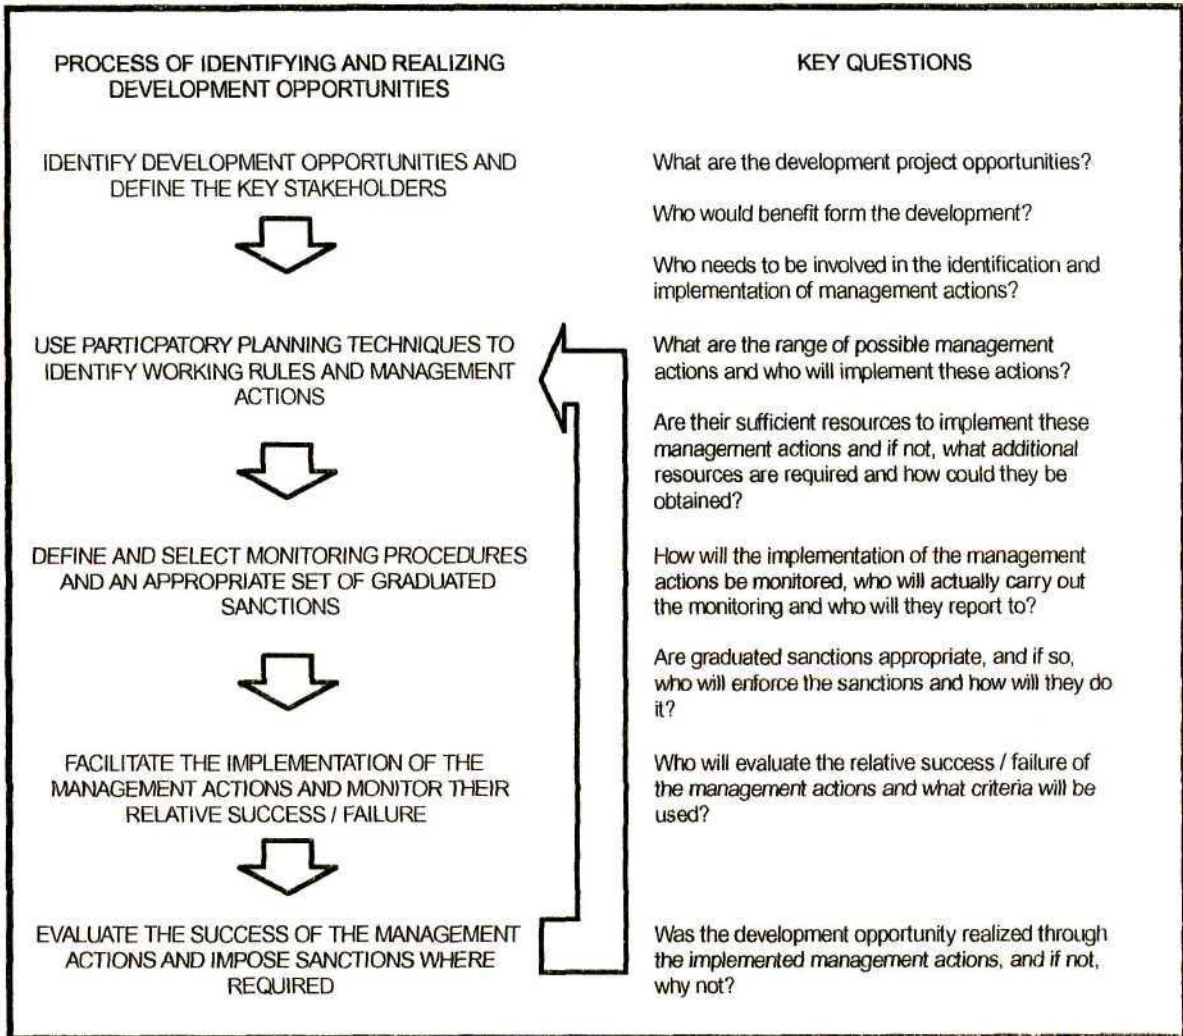 PROCESS OF IDENTIFYING AND REALIZING
DEVELOPMENT OPPORTUNITIES
KEY QUESTIONS
IDENTIFY DEVELOPMENT OPPORTUNITIES AND
DEFINE THE KEY STAKEHOLDERS
What are the development project opportunities?
Who would benefit form the development?
Who needs to be involved in the identification and
implementation of management actions?
USE PARTICPATORY PLANNING TECHNIQUES TO
IDENTIFY WORKING RULES AND MANAGEMENT
ACTIONS
What are the range of possible management
actions and who will implement these actions?
Are their sufficient resources to implement these
management actions and if not, what additional
resources are required and how could they be
obtained?
DEFINE AND SELECT MONITORING PROCEDURES
AND AN APPROPRIATE SET OF GRADUATED
SANCTIONS
How will the implementation of the management
actions be monitored, who will actually carry out
the monitoring and who will they report to?
Are graduated sanctions appropriate, and if so,
who will enforce the sanctions and how will they do
it?
FACILITATE THE IMPLEMENTATION OF THE
MANAGEMENT ACTIONS AND MONITOR THEIR
RELATIVE SUCCESS / FAILURE
Who will evaluate the relative success / failure of
the management actions and what criteria will be
used?
EVALUATE THE SUCCESS OF THE MANAGEMENT
ACTIONS AND IMPOSE SANCTIONS WHERE
REQUIRED
Was the development opportunity realized through
the implemented management actions, and if not,
why not?